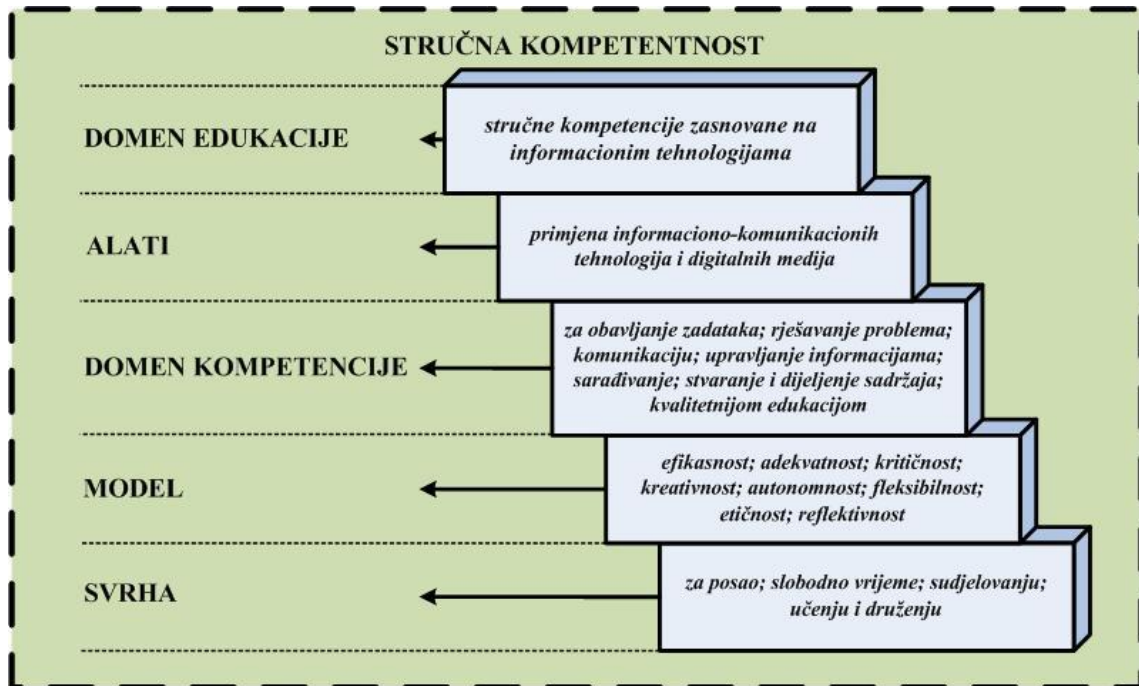 STRUČNA KOMPETENTNOST
DOMEN EDUKACIJE
stručne kompetencije zasnovane na
informacionim tehnologijama
ALATI
primjena informaciono-komunikacionih
tehnologija i digitalnih medija
DOMEN KOMPETENCIJE
za obavljanje zadataka; rješavanje problema;
komunikaciju; upravljanje informacijama;
sarađivanje; stvaranje i dijeljenje sadržaja;
kvalitetnijom edukacijom
MODEL
efikasnost; adekvatnost; kritičnost;
kreativnost; autonomnost; fleksibilnost;
etičnost; reflektivnost
SVRHA
za posao; slobodno vrijeme; sudjelovanju;
učenju i druženju